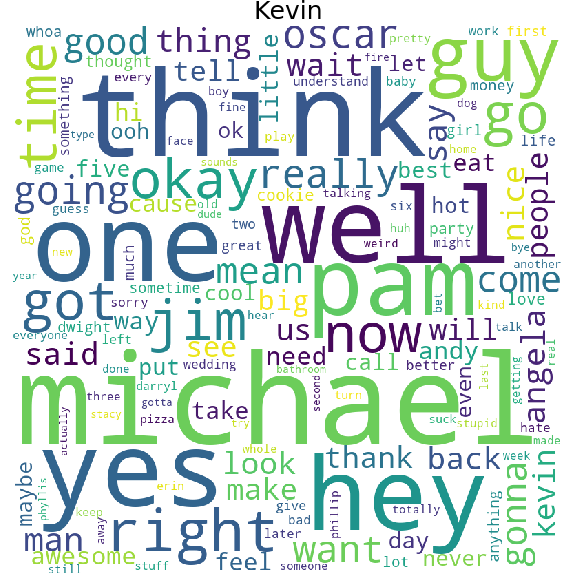 Kevin
whoa good thing oscar pretty guy work first
thought tell wait fire let money
time something every think little understand go
hi boy ooh fine ok baby say dog girl
type face play home life
game five okay really best eat nice people
going sounds cookie talking
god guess cause old dude two six hot
one great weird huh party well might bye
new much mean pam come another
year sometime sorry cool big bet kind love
got way hear us now will talk angela
everyone dwight left jim see need andy real
said done put call better even last getting
darryl wedding bathroom second hate
three gotta take turn suck stupid made
actually stacy pizza try
michael
yes whole look thank back week
maybe phyllis erin make hey anything gonna kevin
keep give phillip totally
man away right bad later want day never
awesome feel lot
still stuff someone